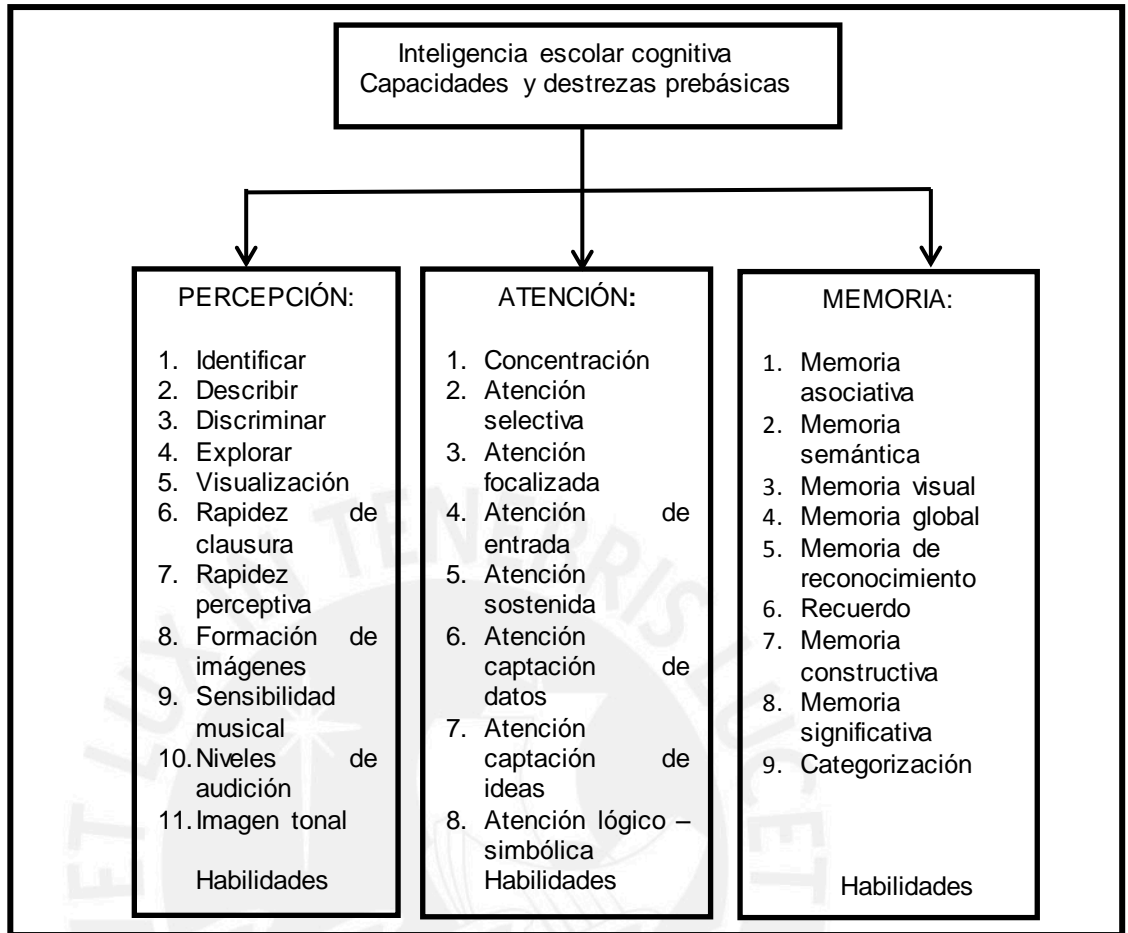 Inteligencia escolar cognitiva
Capacidades y destrezas prebásicas
PERCEPCIÓN:
1. Identificar
2. Describir
3. Discriminar
4. Explorar
5. Visualización
6. Rapidez de
clausura
7. Rapidez
perceptiva
8. Formación de
imágenes
9. Sensibilidad
musical
10. Niveles de
audición
11. Imagen tonal
Habilidades
ATENCIÓN:
1. Concentración
2. Atención
selectiva
3. Atención
focalizada
4. Atención de
entrada
5. Atención
sostenida
6. Atención
captación de
datos
7. Atención
captación de
ideas
8. Atención lógico –
simbólica
Habilidades
MEMORIA:
1. Memoria
asociativa
2. Memoria
semántica
3. Memoria visual
4. Memoria global
5. Memoria de
reconocimiento
6. Recuerdo
7. Memoria
constructiva
8. Memoria
significativa
9. Categorización
Habilidades
ET LUX IN TENEBRIS LUCET